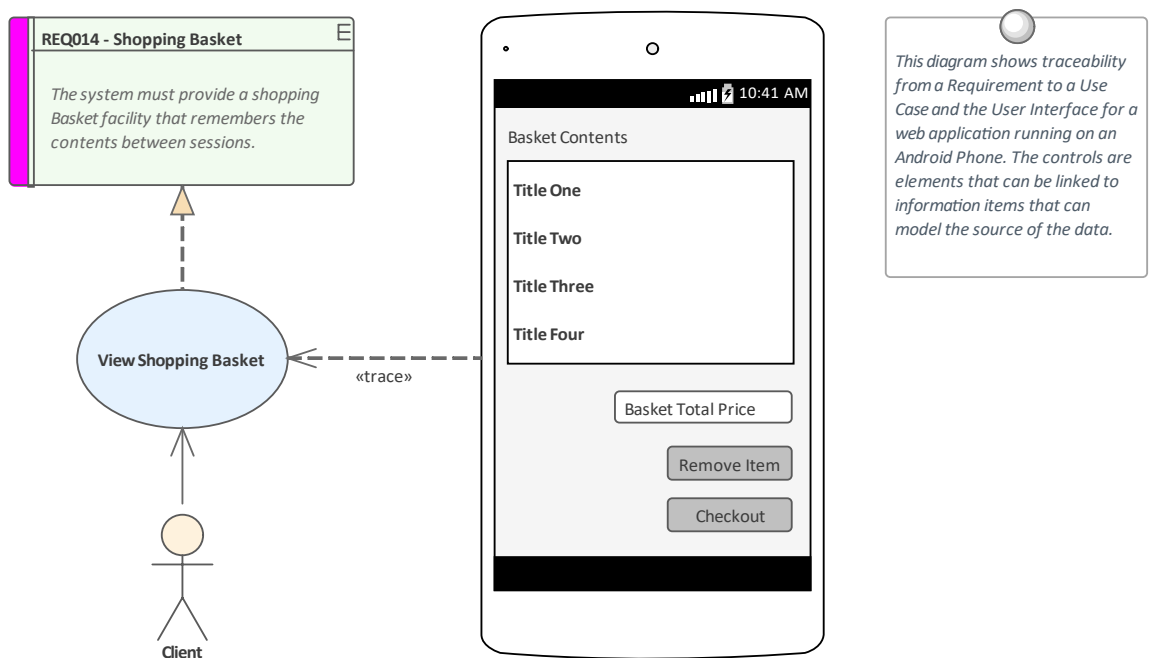 REQ014 - Shopping Basket
E
The system must provide a shopping
Basket facility that remembers the
contents between sessions.
View Shopping Basket
«trace»
Client
10:41 AM
Basket Contents
Title One
Title Two
Title Three
Title Four
Basket Total Price
Remove Item
Checkout
This diagram shows traceability
from a Requirement to a Use
Case and the User Interface for a
web application running on an
Android Phone. The controls are
elements that can be linked to
information items that can
model the source of the data.